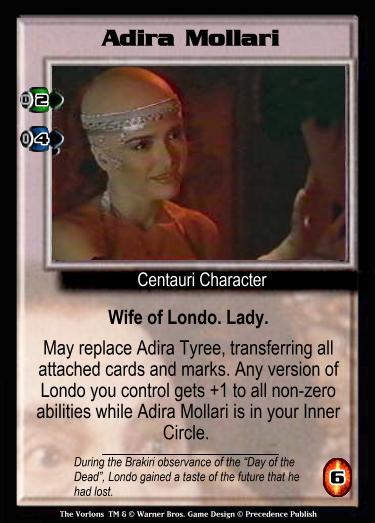 Adira Mollari
2
4
Centauri Character
Wife of Londo. Lady.
May replace Adira Tyree, transferring all
attached cards and marks. Any version of
Londo you control gets +1 to all non-zero
abilities while Adira Mollari is in your Inner
Circle.
During the Brakiri observance of the "Day of the
Dead", Londo gained a taste of the future that he
had lost.
6
The Vorlons TM & © Warner Bros. Game Design © Precedence Publish